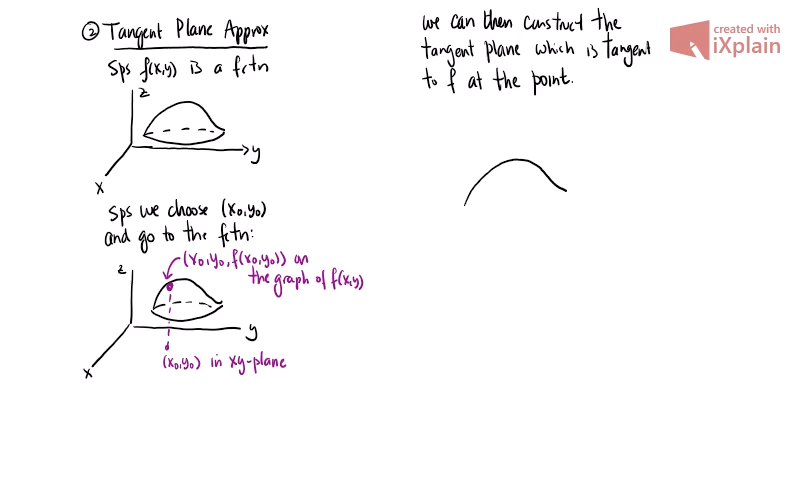 ② Tangent Plane Approx
Sps f(x,y) is a fctn
z
y
x
Sps we choose (x₀,y₀)
and go to the fctn:
z
(x₀,y₀,f(x₀,y₀)) on
the graph of f(x,y)
y
x
(x₀,y₀) in xy-plane
we can then construct the
tangent plane which is tangent
to f at the point.
created with
iXplain